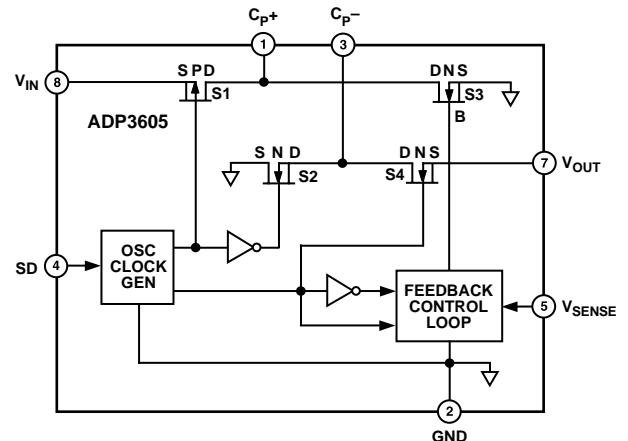 CP+ CP–
1 3
VIN 8 S P D S1 D N S S3
ADP3605 B
S N D S2 D N S S4 7 VOUT
SD 4 OSC
CLOCK
GEN
FEEDBACK
CONTROL
LOOP
5 VSENSE
2
GND